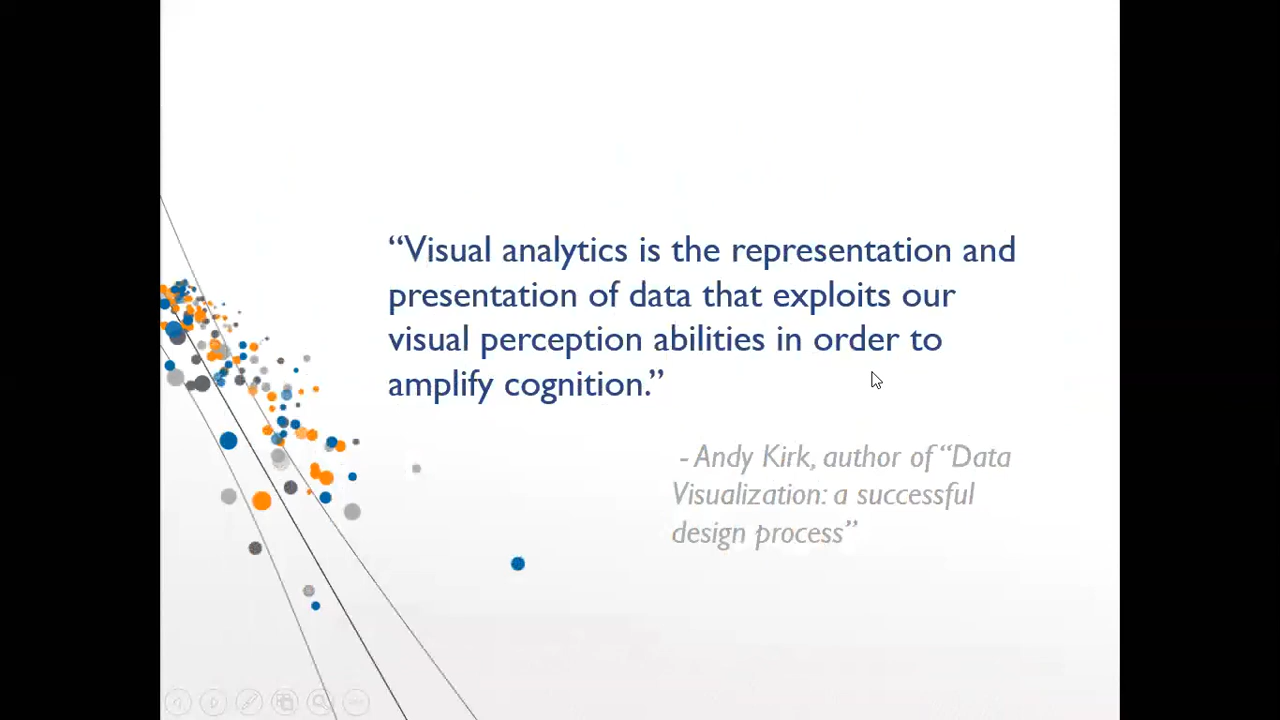 “Visual analytics is the representation and
presentation of data that exploits our
visual perception abilities in order to
amplify cognition.”
- Andy Kirk, author of “Data
Visualization: a successful
design process”